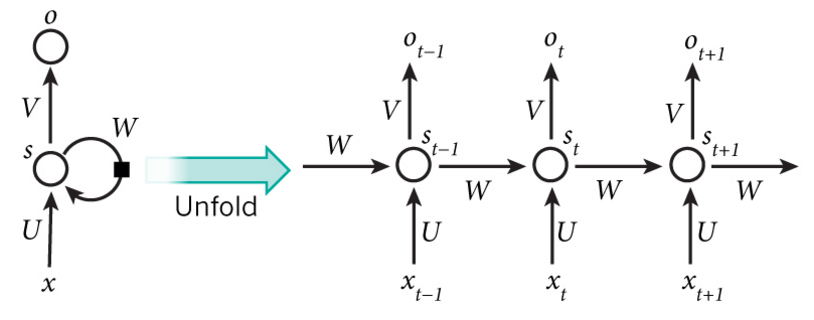 o
V
W
s
U
x
Unfold
o_{t-1} o_t o_{t+1}
V V V
W s_{t-1} s_t s_{t+1}
W W W
U U U
x_{t-1} x_t x_{t+1}